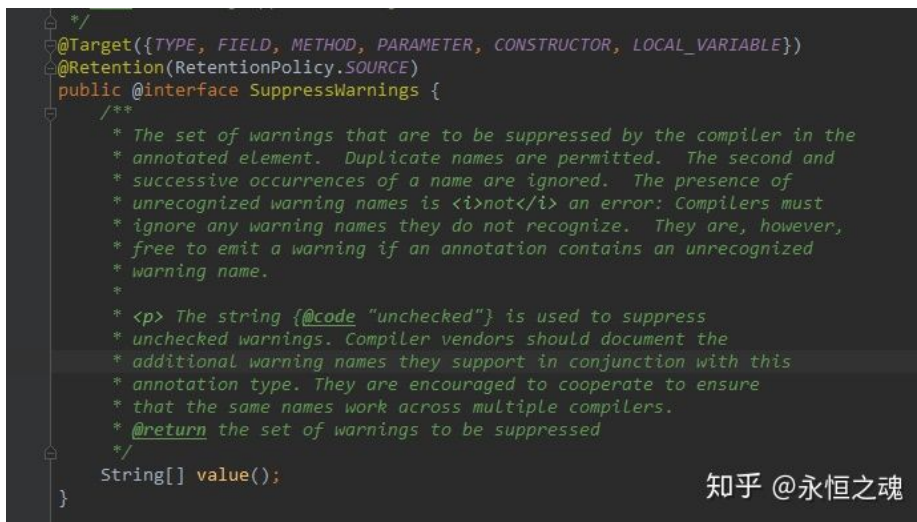 */
@Target({TYPE, FIELD, METHOD, PARAMETER, CONSTRUCTOR, LOCAL_VARIABLE})
@Retention(RetentionPolicy.SOURCE)
public @interface SuppressWarnings {
/**
* The set of warnings that are to be suppressed by the compiler in the
* annotated element.  Duplicate names are permitted.  The second and
* successive occurrences of a name are ignored.  The presence of
* unrecognized warning names is <i>not</i> an error: Compilers must
* ignore any warning names they do not recognize.  They are, however,
* free to emit a warning if an annotation contains an unrecognized
* warning name.
*
* <p> The string {@code "unchecked"} is used to suppress
* unchecked warnings. Compiler vendors should document the
* additional warning names they support in conjunction with this
* annotation type. They are encouraged to cooperate to ensure
* that the same names work across multiple compilers.
* @return the set of warnings to be suppressed
*/
String[] value();
}
知乎 @永恒之魂